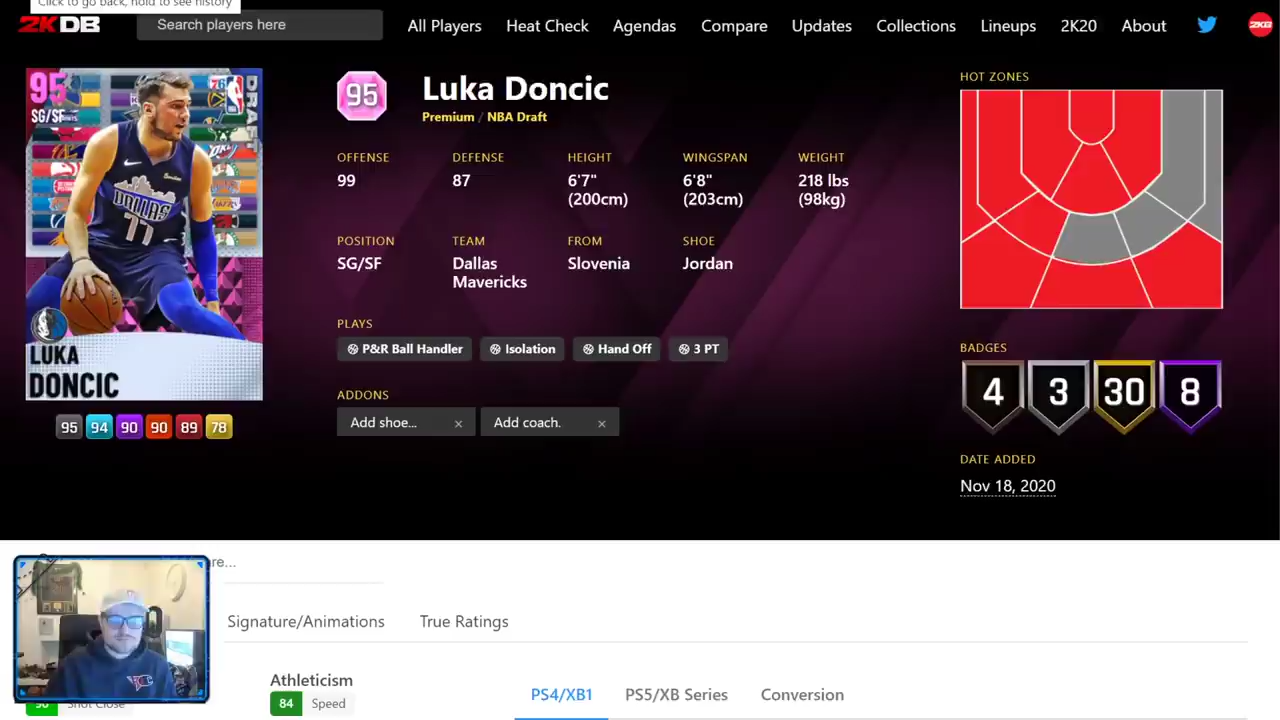 Click to go back, hold to see history
2KDB
Search players here
All Players
Heat Check
Agendas
Compare
Updates
Collections
Lineups
2K20
About
95
SG/SF
DRAFT
DALLAS
77
LUKA
DONCIC
95 94 90 90 89 78
95
Luka Doncic
Premium / NBA Draft
OFFENSE
99
DEFENSE
87
HEIGHT
6'7"
(200cm)
WINGSPAN
6'8"
(203cm)
WEIGHT
218 lbs
(98kg)
POSITION
SG/SF
TEAM
Dallas
Mavericks
FROM
Slovenia
SHOE
Jordan
PLAYS
P&R Ball Handler
Isolation
Hand Off
3 PT
ADDONS
Add shoe... ×
Add coach. ×
HOT ZONES
BADGES
4 3 30 8
DATE ADDED
Nov 18, 2020
Signature/Animations
True Ratings
Athleticism
84 Speed
Shot Close
PS4/XB1
PS5/XB Series
Conversion